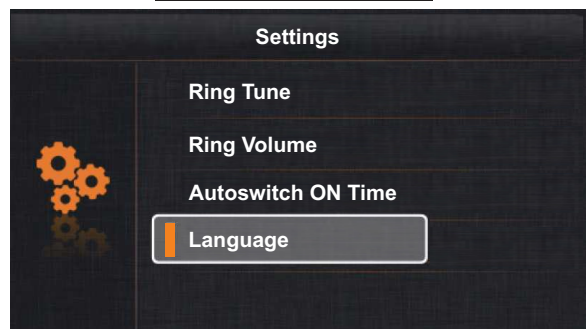 Settings
Ring Tune
Ring Volume
Autoswitch ON Time
Language